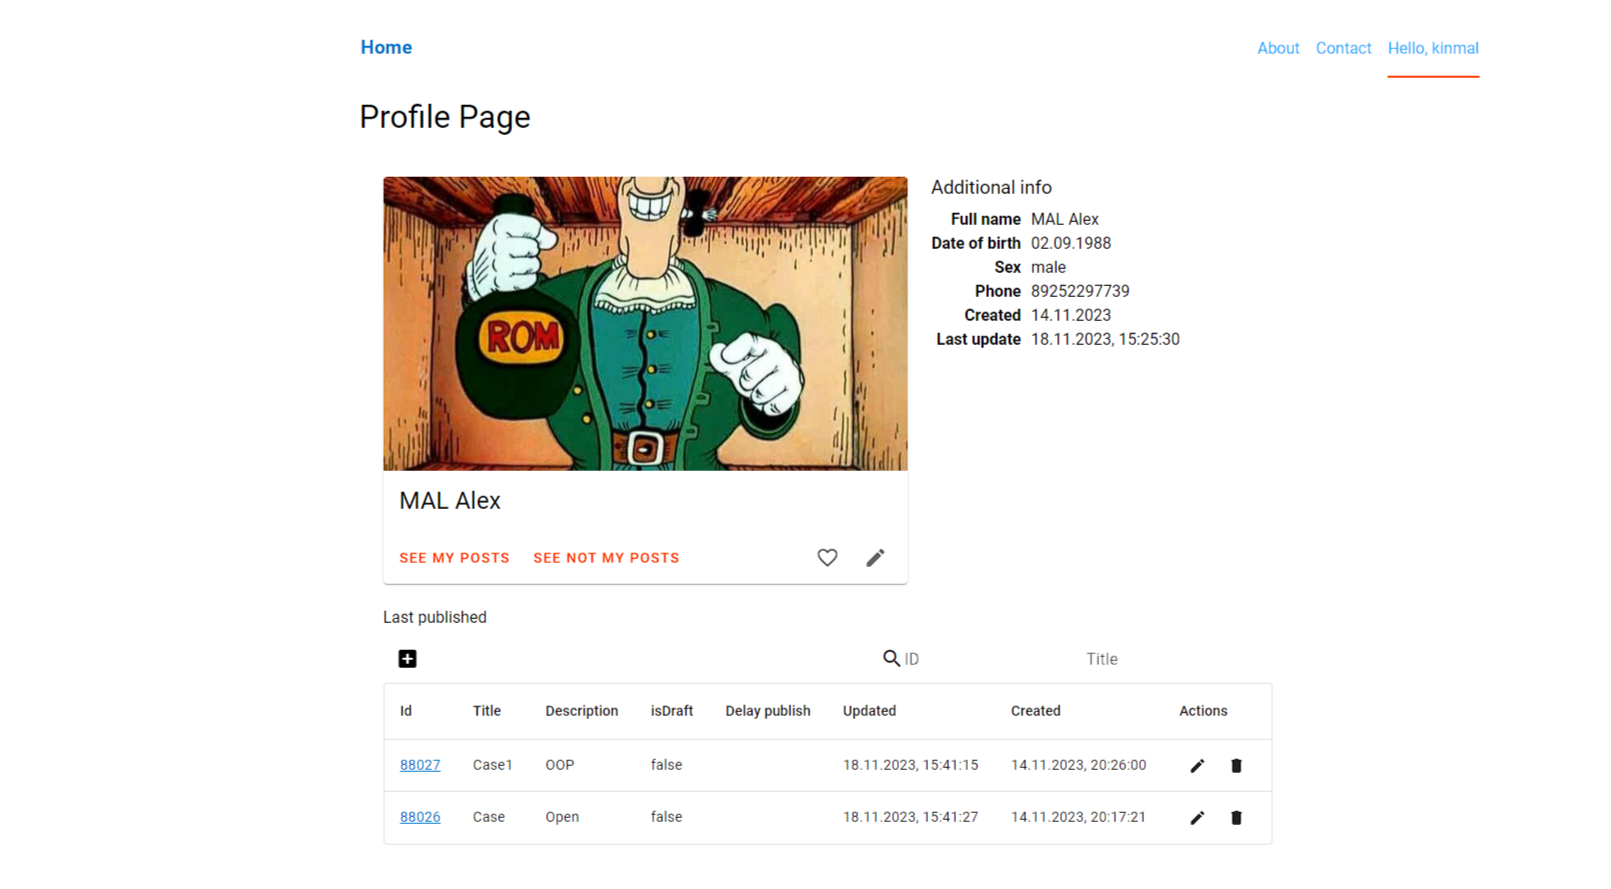 Home
About Contact Hello, kinmal
Profile Page
ROM
MAL Alex
SEE MY POSTS SEE NOT MY POSTS
Additional info
Full name MAL Alex
Date of birth 02.09.1988
Sex male
Phone 89252297739
Created 14.11.2023
Last update 18.11.2023, 15:25:30
Last published
ID Title
Id Title Description isDraft Delay publish Updated Created Actions
88027 Case1 OOP false 18.11.2023, 15:41:15 14.11.2023, 20:26:00
88026 Case Open false 18.11.2023, 15:41:27 14.11.2023, 20:17:21